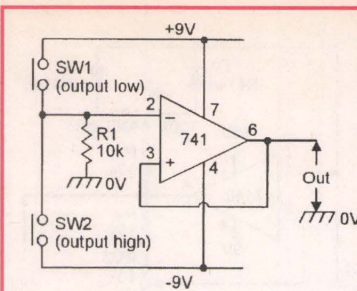 +9V
SW1
(output low)
2
7
R1
10k
741
6
3
4
Out
0V
0V
SW2
(output high)
-9V